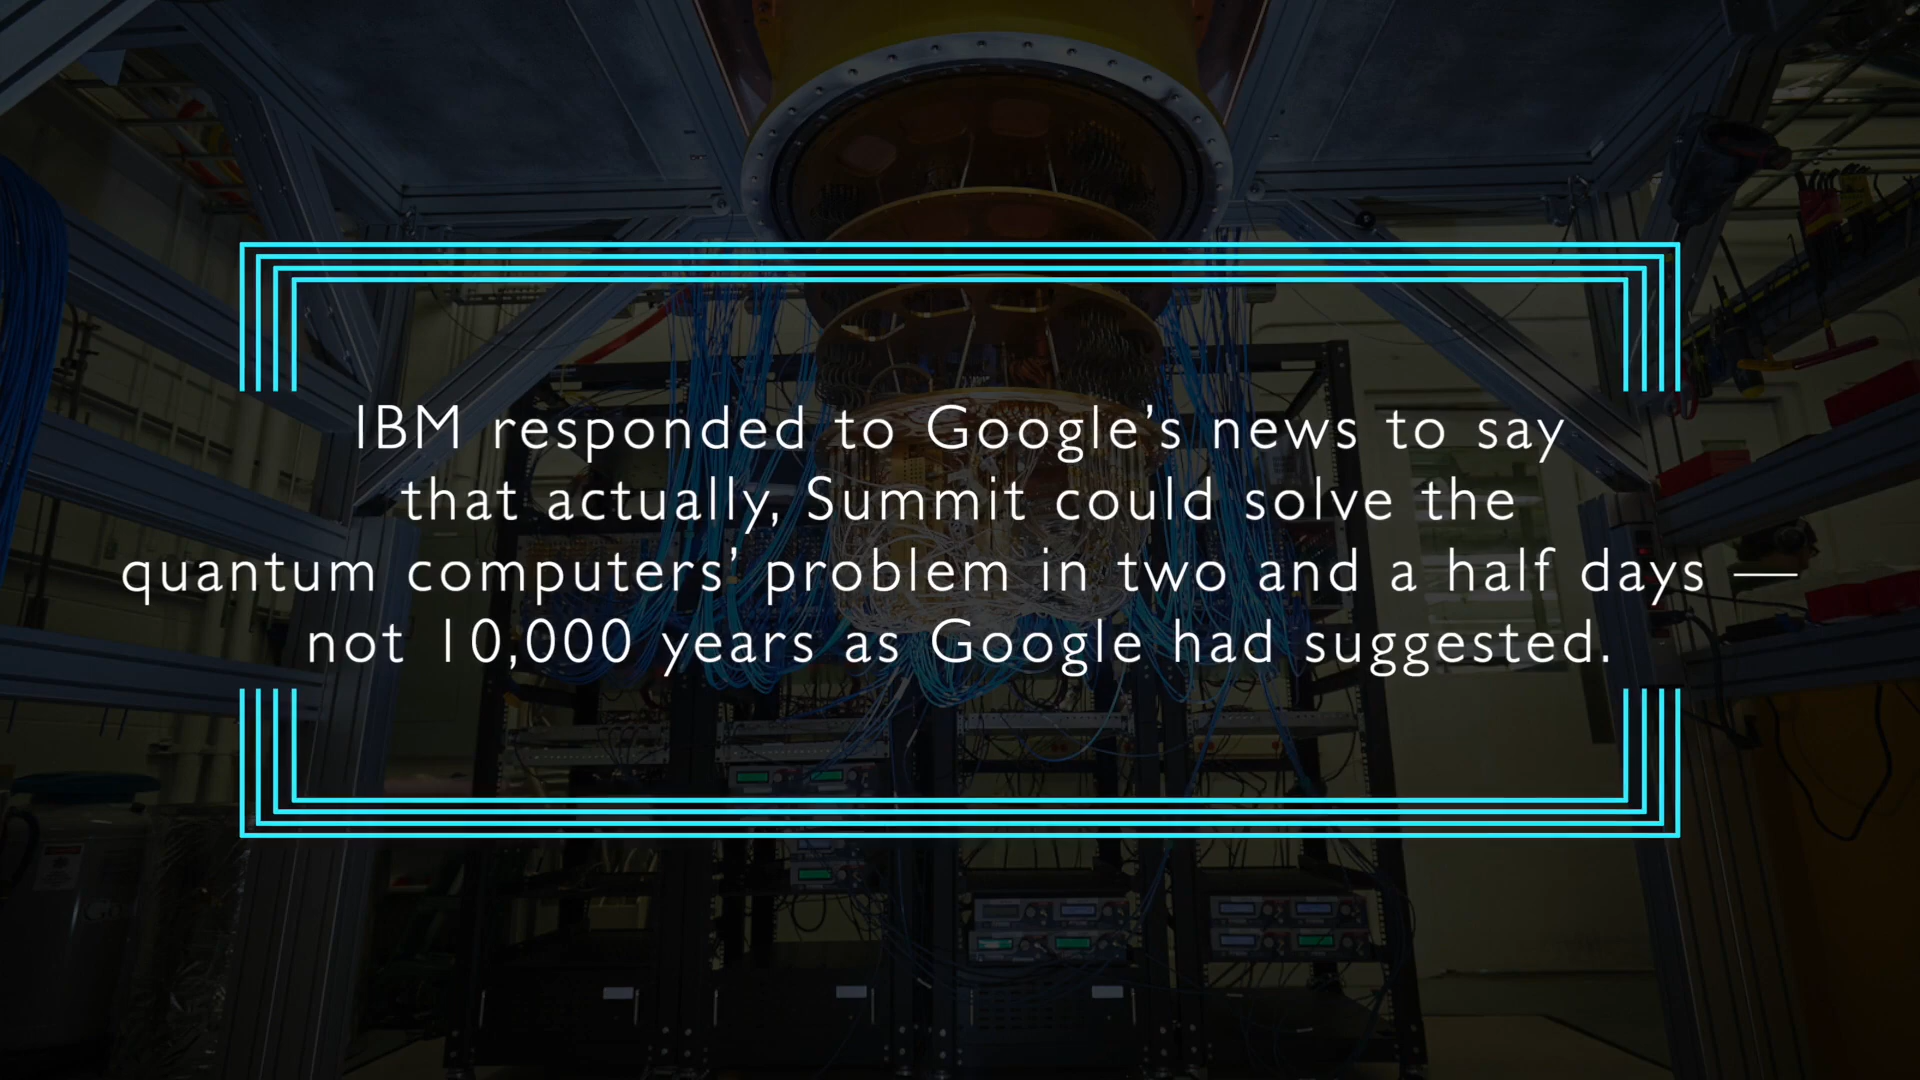 IBM responded to Google’s news to say
that actually, Summit could solve the
quantum computers’ problem in two and a half days —
not 10,000 years as Google had suggested.